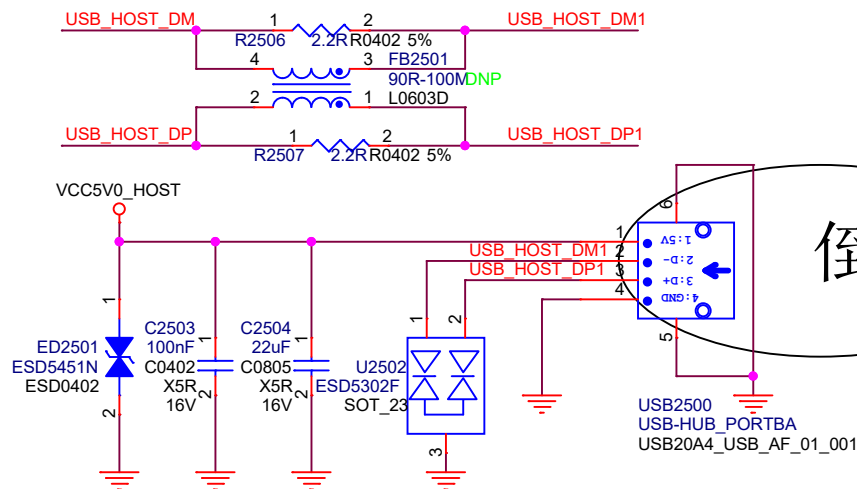 USB_HOST_DM
1
2
USB_HOST_DM1
R2506
2.2R
R0402 5%
4
3
FB2501
90R-100M
DNP
2
1
L0603D
USB_HOST_DP
1
2
USB_HOST_DP1
R2507
2.2R
R0402 5%
VCC5V0_HOST
6
1
1:5V
USB_HOST_DM1
2
2:D-
USB_HOST_DP1
3
3:D+
4
4:GND
5
1
ED2501
ESD5451N
ESD0402
2
C2503
1
100nF
C0402
X5R
2
16V
C2504
1
22uF
C0805
X5R
2
16V
1
2
U2502
ESD5302F
SOT_23
3
USB2500
USB-HUB_PORTBA
USB20A4_USB_AF_01_001